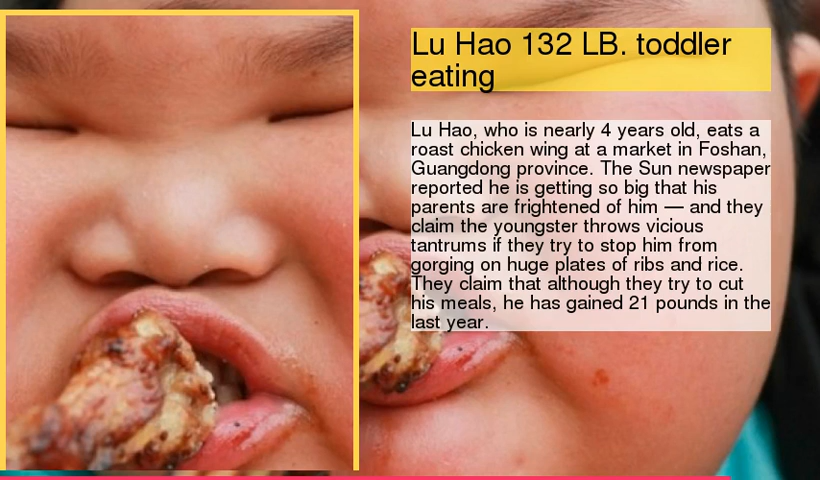 Lu Hao 132 LB. toddler
eating
Lu Hao, who is nearly 4 years old, eats a
roast chicken wing at a market in Foshan,
Guangdong province. The Sun newspaper
reported he is getting so big that his
parents are frightened of him — and they
claim the youngster throws vicious
tantrums if they try to stop him from
gorging on huge plates of ribs and rice.
They claim that although they try to cut
his meals, he has gained 21 pounds in the
last year.